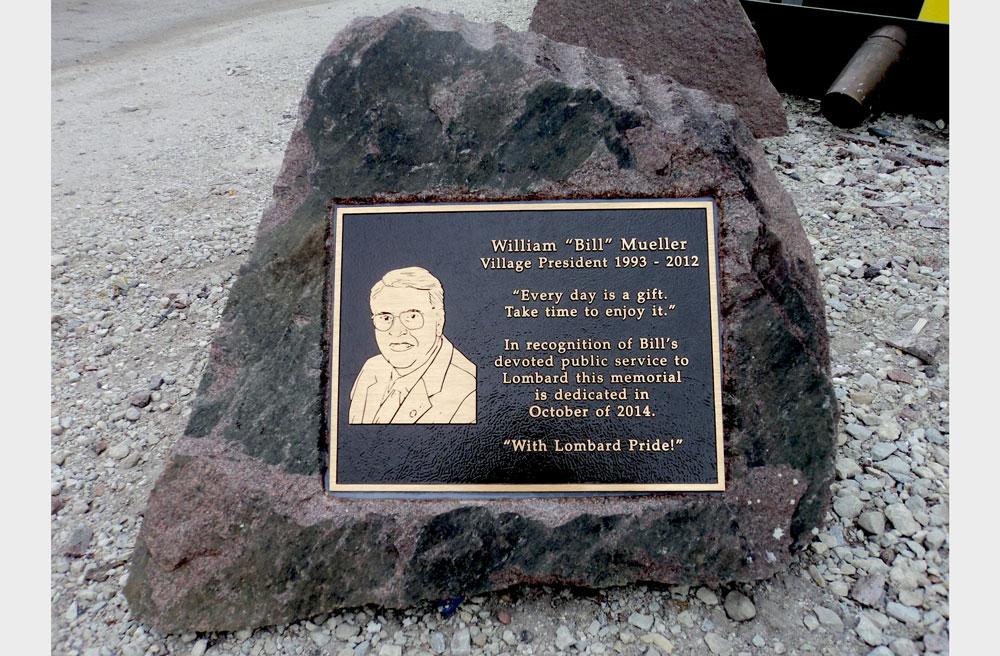 William “Bill” Mueller
Village President 1993 - 2012
“Every day is a gift.
Take time to enjoy it.”
In recognition of Bill’s
devoted public service to
Lombard this memorial
is dedicated in
October of 2014.
“With Lombard Pride!”